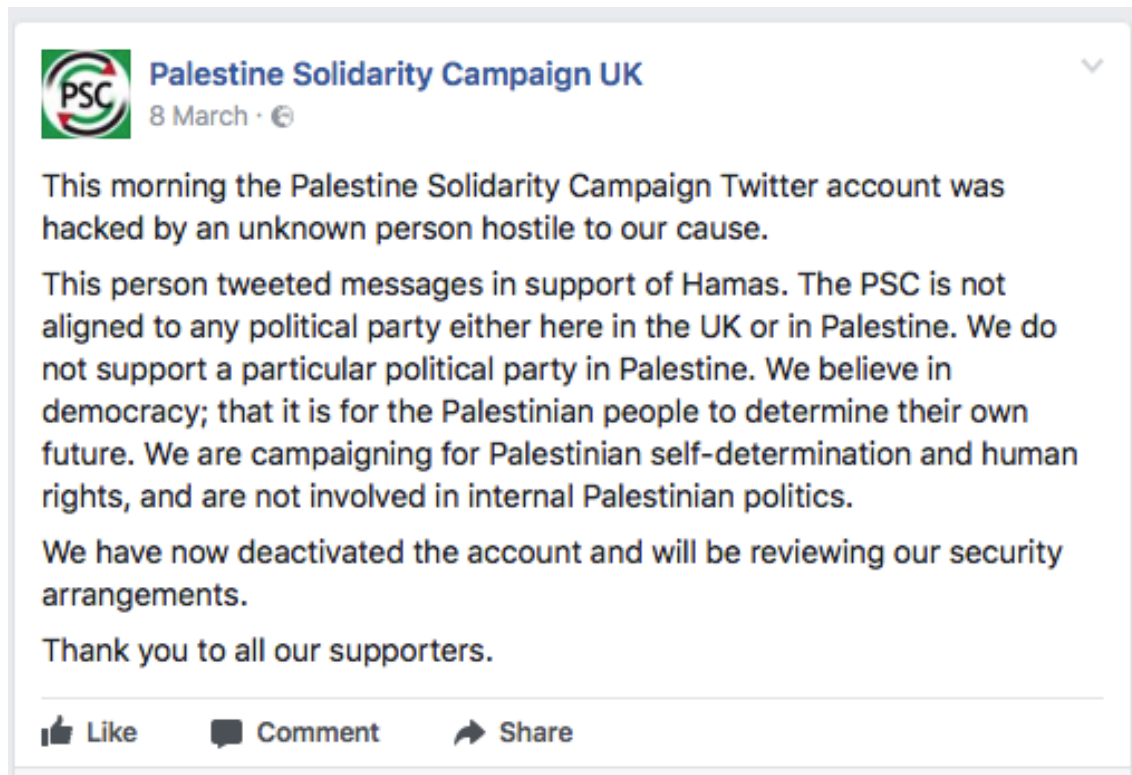 PSC
Palestine Solidarity Campaign UK
8 March ·
This morning the Palestine Solidarity Campaign Twitter account was
hacked by an unknown person hostile to our cause.
This person tweeted messages in support of Hamas. The PSC is not
aligned to any political party either here in the UK or in Palestine. We do
not support a particular political party in Palestine. We believe in
democracy; that it is for the Palestinian people to determine their own
future. We are campaigning for Palestinian self-determination and human
rights, and are not involved in internal Palestinian politics.
We have now deactivated the account and will be reviewing our security
arrangements.
Thank you to all our supporters.
Like Comment Share